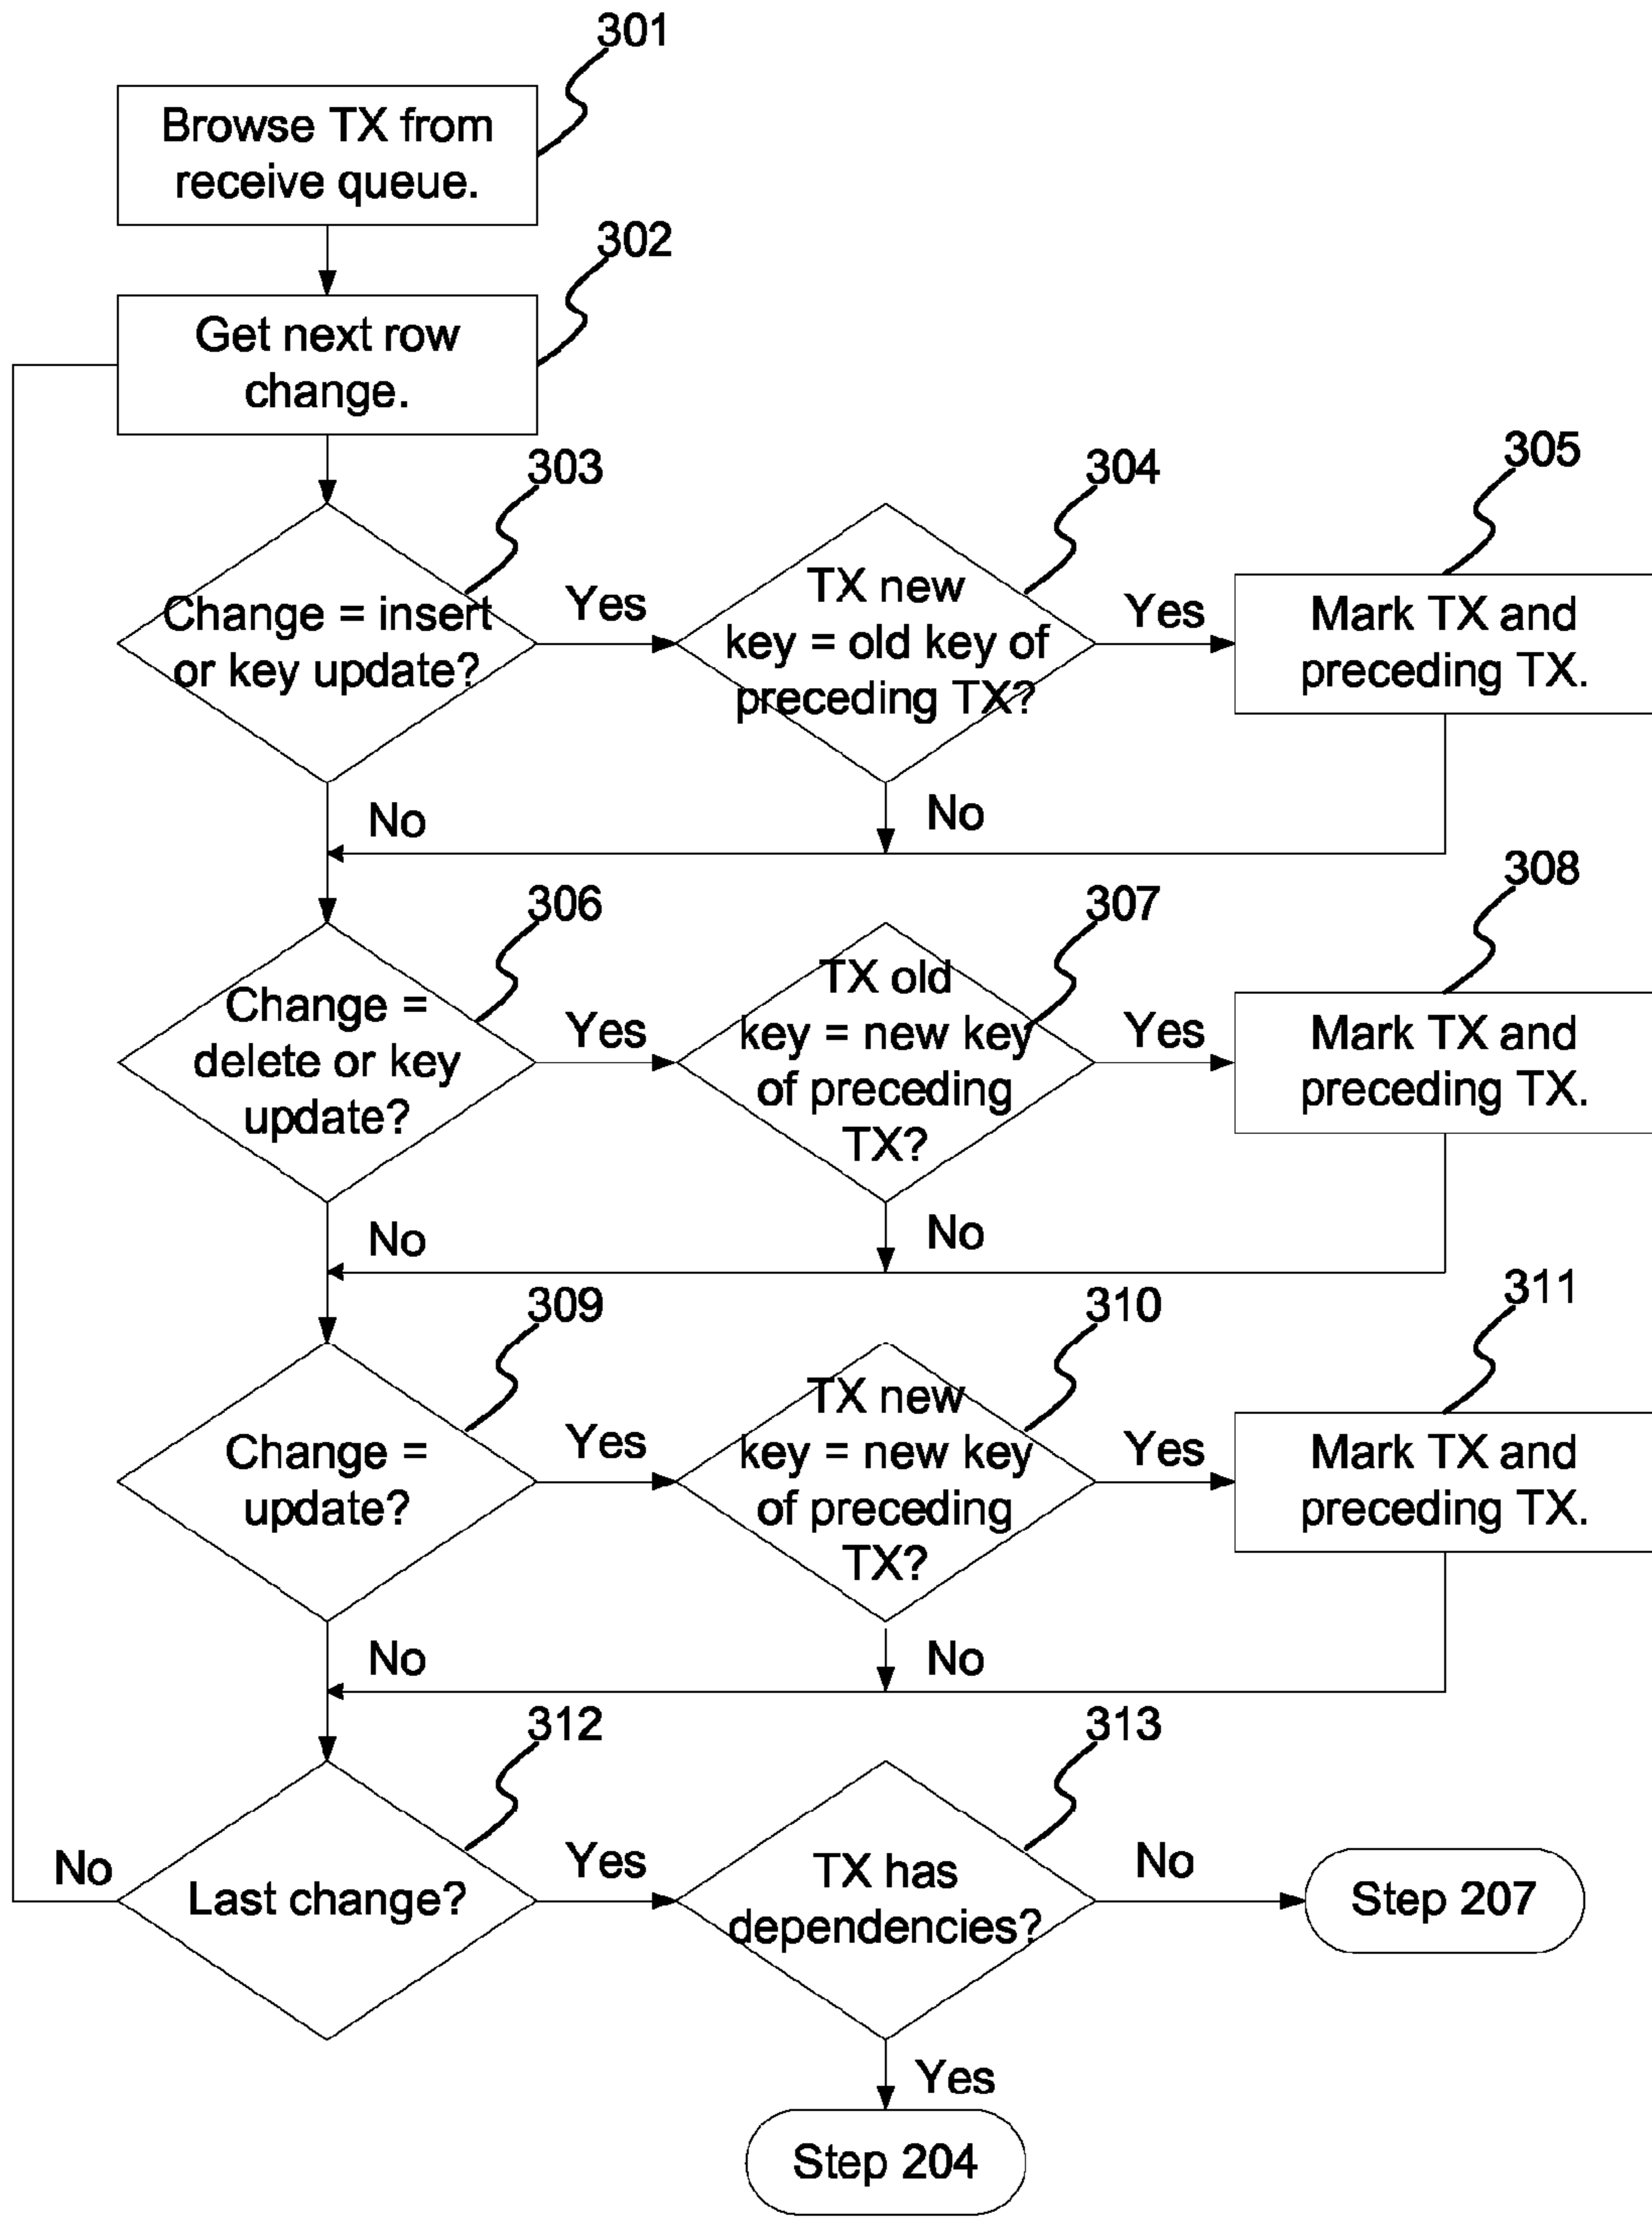 301
Browse TX from
receive queue.
302
Get next row
change.
303
304
305
Change = insert
or key update?
Yes
TX new
key = old key of
preceding TX?
Yes
Mark TX and
preceding TX.
No
No
306
307
308
Change =
delete or key
update?
Yes
TX old
key = new key
of preceding
TX?
Yes
Mark TX and
preceding TX.
No
No
309
310
311
Change =
update?
Yes
TX new
key = new key
of preceding
TX?
Yes
Mark TX and
preceding TX.
No
No
312
313
No
Last change?
Yes
TX has
dependencies?
No
Step 207
Yes
Step 204